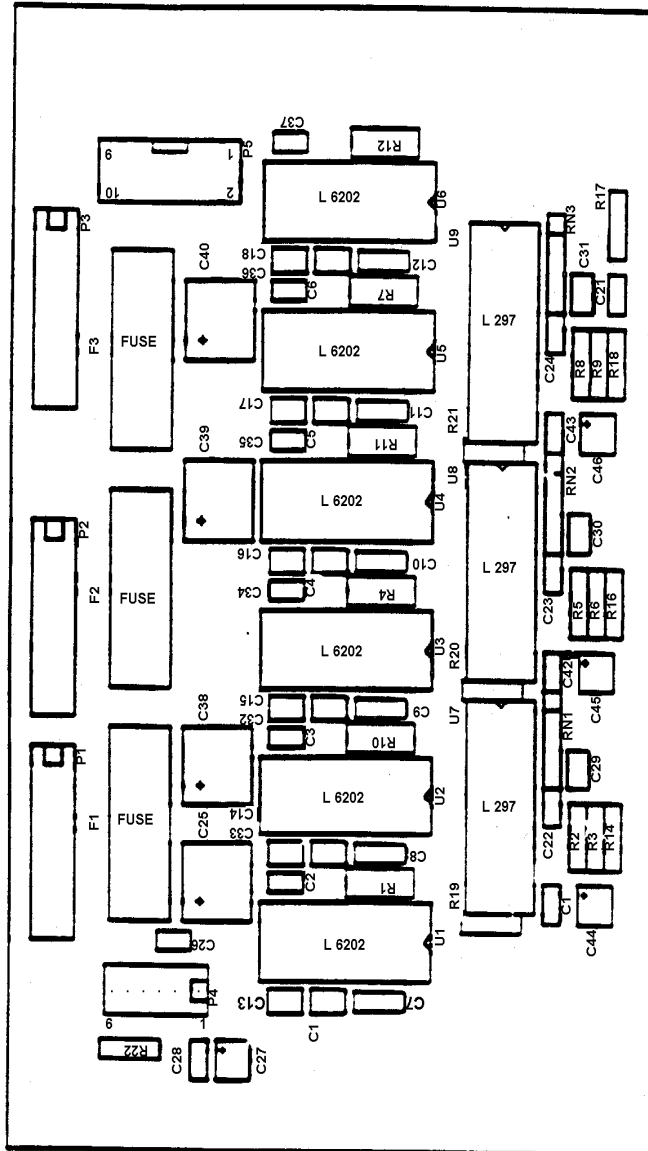 C37
R12
9
1
P5
10
2
L 6202
U6
P3
R17
C40
C18
C36
C12
U9
RN3
C6
R7
C31
C21
F3
FUSE
L 6202
U5
L 297
C24
R8
R9
R18
C39
C17
C35
C5
C11
R11
R21
C43
C46
U8
RN2
P2
L 6202
U4
F2
FUSE
C16
C34
C4
C10
R4
L 297
C30
C23
R5
R6
R16
L 6202
U3
R20
C42
C45
C38
C15
C32
C3
C9
R10
U7
RN1
P1
C29
F1
FUSE
C14
C25
C33
L 6202
U2
L 297
C22
R2
R3
R14
C8
C2
R1
R19
C1
C44
C26
L 6202
U1
P4
6
1
C13
C1
C7
R22
C28
C27